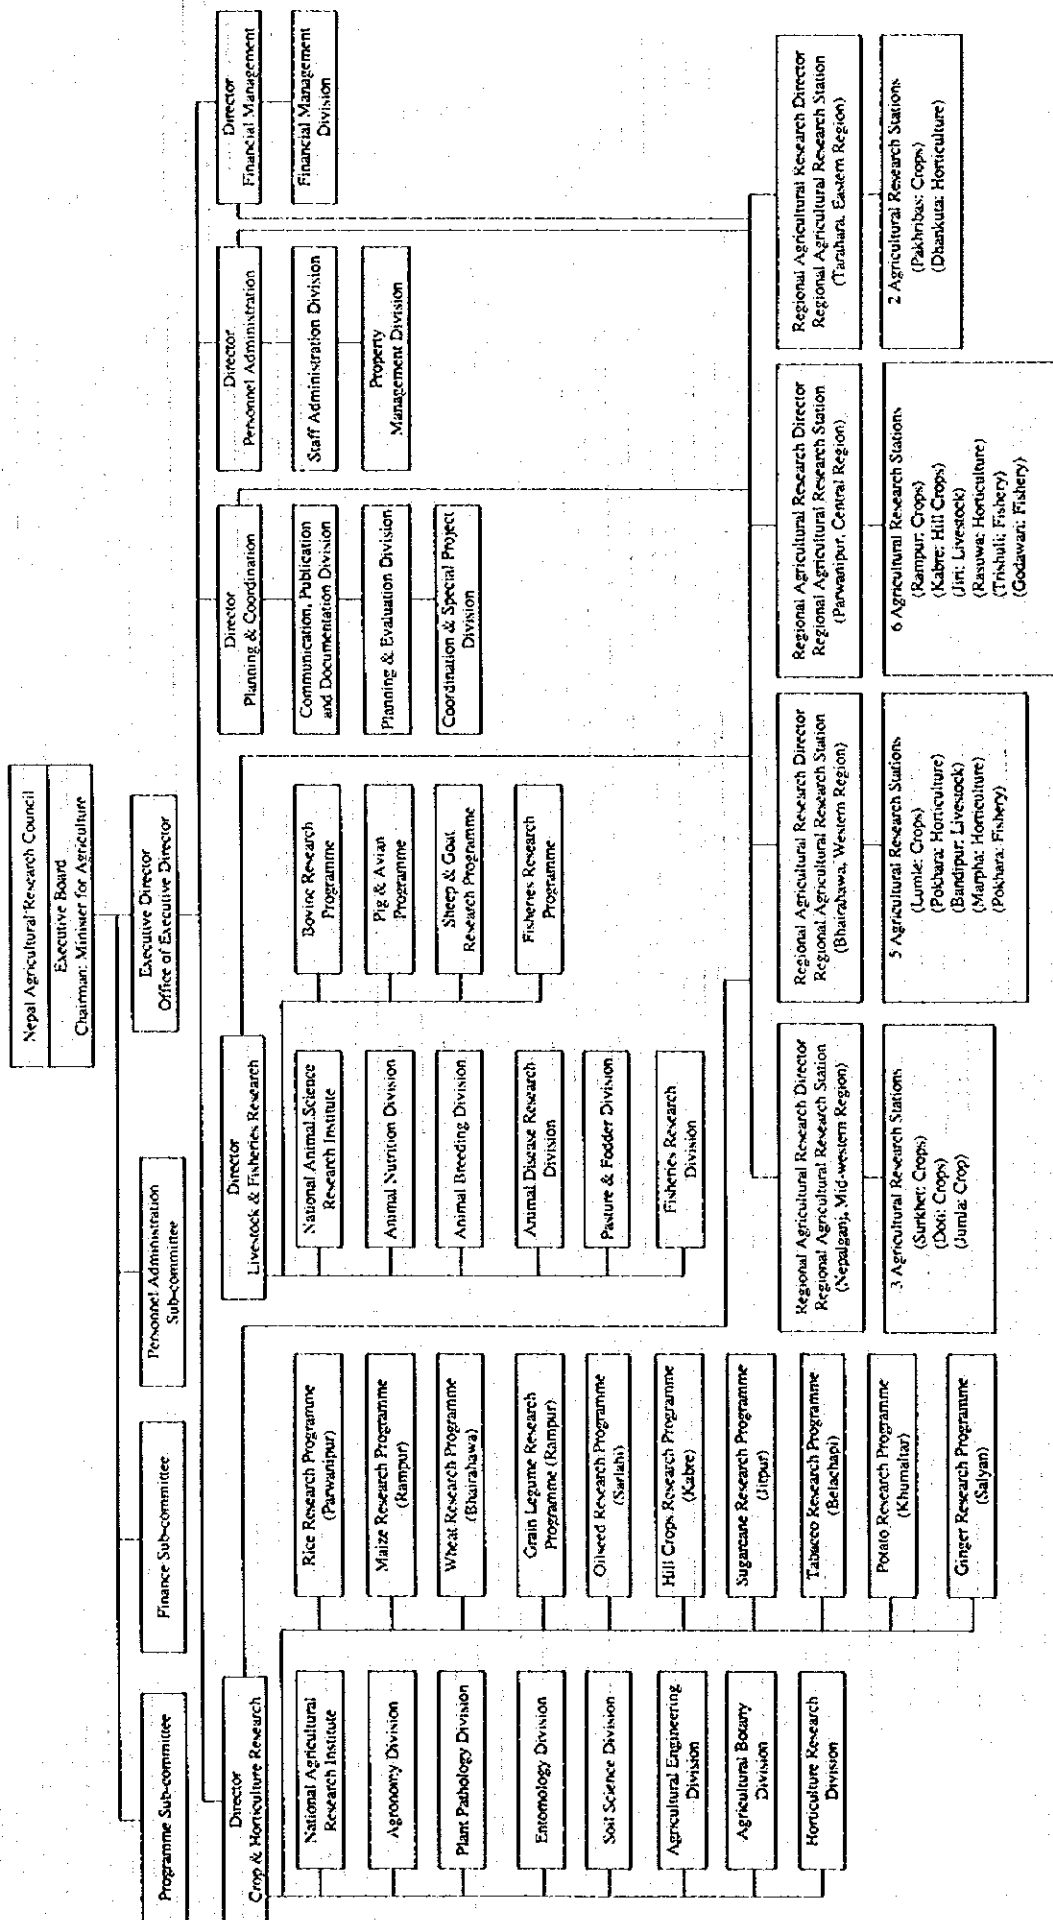 Nepal Agricultural Research Council
Executive Board
Chairman: Minister for Agriculture
Executive Director
Office of Executive Director
Programme Sub-committee
Finance Sub-committee
Personnel Administration
Sub-committee
Director
Crop & Horticulture Research
National Agricultural
Research Institute
Agronomy Division
Plant Pathology Division
Entomology Division
Soil Science Division
Agricultural Engineering
Division
Agricultural Botany
Division
Horticulture Research
Division
Rice Research Programme
(Parwanipur)
Maize Research Programme
(Rampur)
Wheat Research Programme
(Bhairahawa)
Grain Legume Research
Programme (Rampur)
Oilseed Research Programme
(Sarlahi)
Hill Crops Research Programme
(Kabre)
Sugarcane Research Programme
(Jitpur)
Tabacco Research Programme
(Belachapi)
Potato Research Programme
(Khumaltar)
Ginger Research Programme
(Salyan)
Director
Livestock & Fisheries Research
National Animal Science
Research Institute
Animal Nutrition Division
Animal Breeding Division
Animal Disease Research
Division
Pasture & Fodder Division
Fisheries Research
Division
Bovine Research
Programme
Pig & Avian
Programme
Sheep & Goat
Research Programme
Fisheries Research
Programme
Director
Planning & Coordination
Communication, Publication
and Documentation Division
Planning & Evaluation Division
Coordination & Special Project
Division
Director
Personnel Administration
Staff Administration Division
Property
Management Division
Director
Financial Management
Financial Management
Division
Regional Agricultural Research Director
Regional Agricultural Research Station
(Nepalganj, Mid-western Region)
3 Agricultural Research Stations
(Surkhet: Crops)
(Doti: Crops)
(Jumla: Crop)
Regional Agricultural Research Director
Regional Agricultural Research Station
(Bhairahawa, Western Region)
5 Agricultural Research Stations
(Lumle: Crops)
(Pokhara: Horticulture)
(Bandipur: Livestock)
(Marpha: Horticulture)
(Pokhara: Fishery)
Regional Agricultural Research Director
Regional Agricultural Research Station
(Parwanipur, Central Region)
6 Agricultural Research Stations
(Rampur: Crops)
(Kabre: Hill Crops)
(Jiri: Livestock)
(Rasuwa: Horticulture)
(Trishuli: Fishery)
(Godawari: Fishery)
Regional Agricultural Research Director
Regional Agricultural Research Station
(Tarahara, Eastern Region)
2 Agricultural Research Stations
(Pakhribas: Crops)
(Dhankuta: Horticulture)